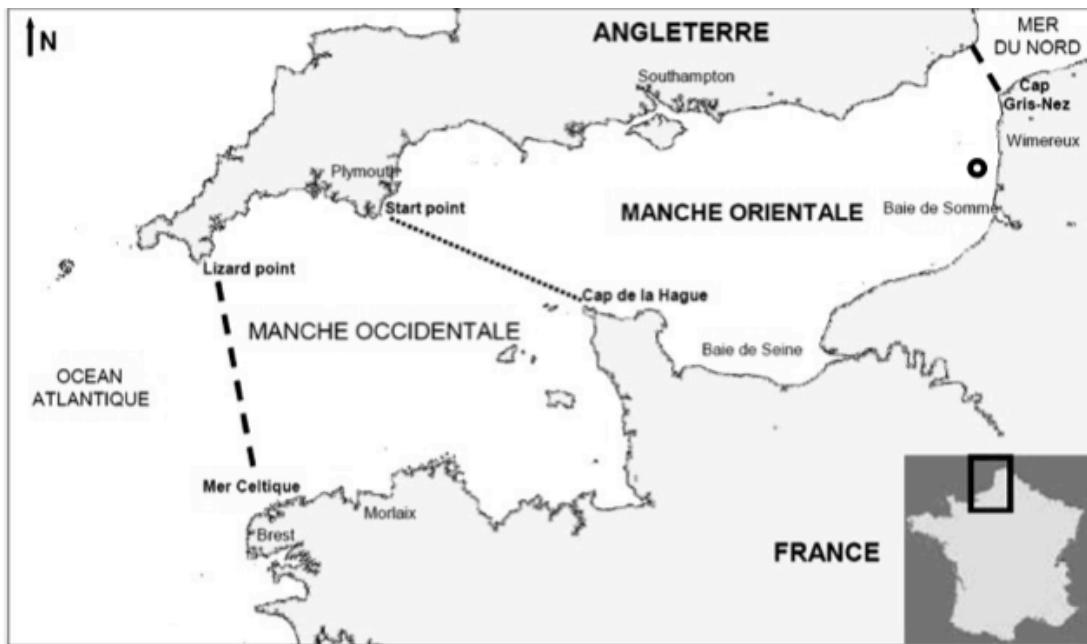 N
ANGLETERRE
MER
DU NORD
Southampton
Cap
Gris-Nez
Wimereux
Plymouth
Start point
MANCHE ORIENTALE
Baie de Somme
Lizard point
Cap de la Hague
MANCHE OCCIDENTALE
Baie de Seine
OCEAN
ATLANTIQUE
Mer Celtique
Morlaix
Brest
FRANCE